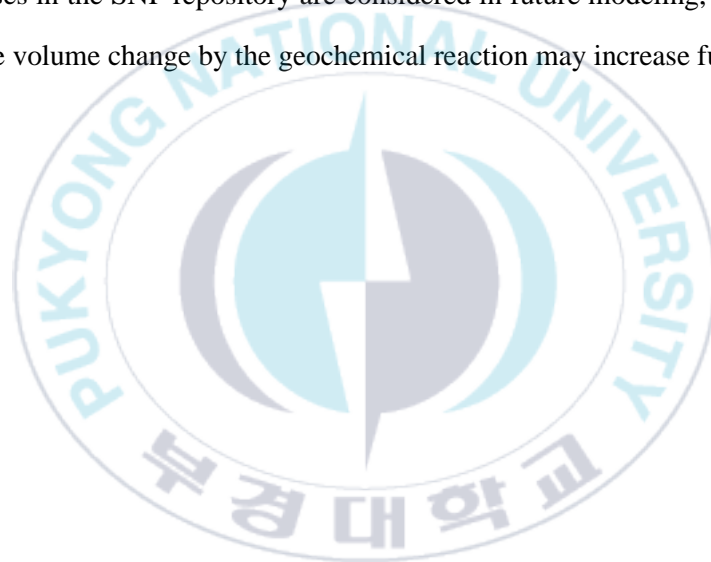 ses in the SNF repository are considered in future modeling,
e volume change by the geochemical reaction may increase fu
PUKYONG NATIONAL UNIVERSITY
부경대학교